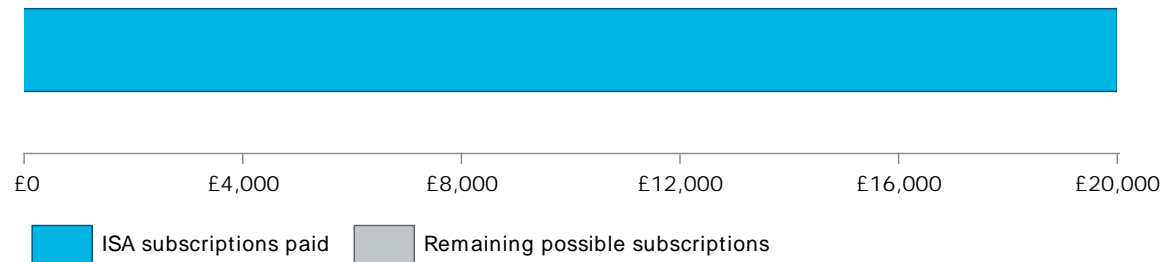 £0 £4,000 £8,000 £12,000 £16,000 £20,000
ISA subscriptions paid Remaining possible subscriptions